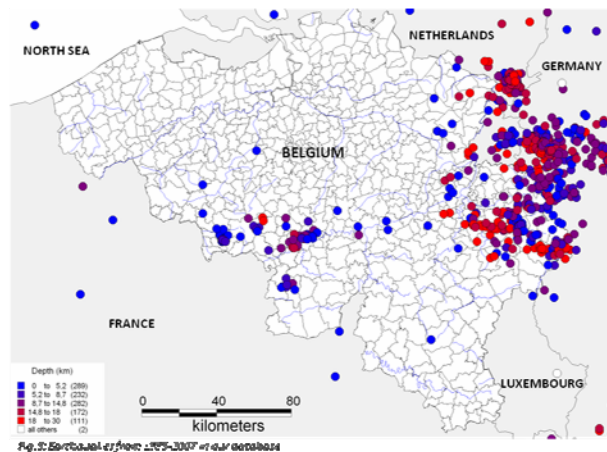 NETHERLANDS
NORTH SEA
GERMANY
BELGIUM
FRANCE
LUXEMBOURG
Depth (km)
0 to 5.2 (289)
5.2 to 8.7 (232)
8.7 to 14.8 (282)
14.8 to 18 (172)
18 to 30 (111)
all others (2)
0 40 80
kilometers
database